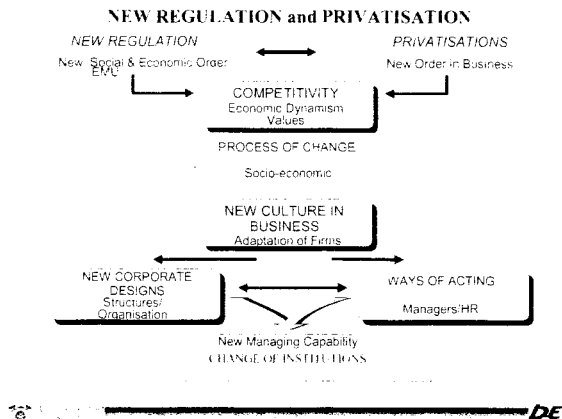 NEW REGULATION and PRIVATISATION
NEW REGULATION
PRIVATISATIONS
New Social & Economic Order
EMU
New Order in Business
COMPETITIVITY
Economic Dynamism
Values
PROCESS OF CHANGE
Socio-economic
NEW CULTURE IN
BUSINESS
Adaptation of Firms
NEW CORPORATE
DESIGNS
Structures/
Organisation
WAYS OF ACTING
Managers/HR
New Managing Capability
CHANGE OF INSTITUTIONS
DE